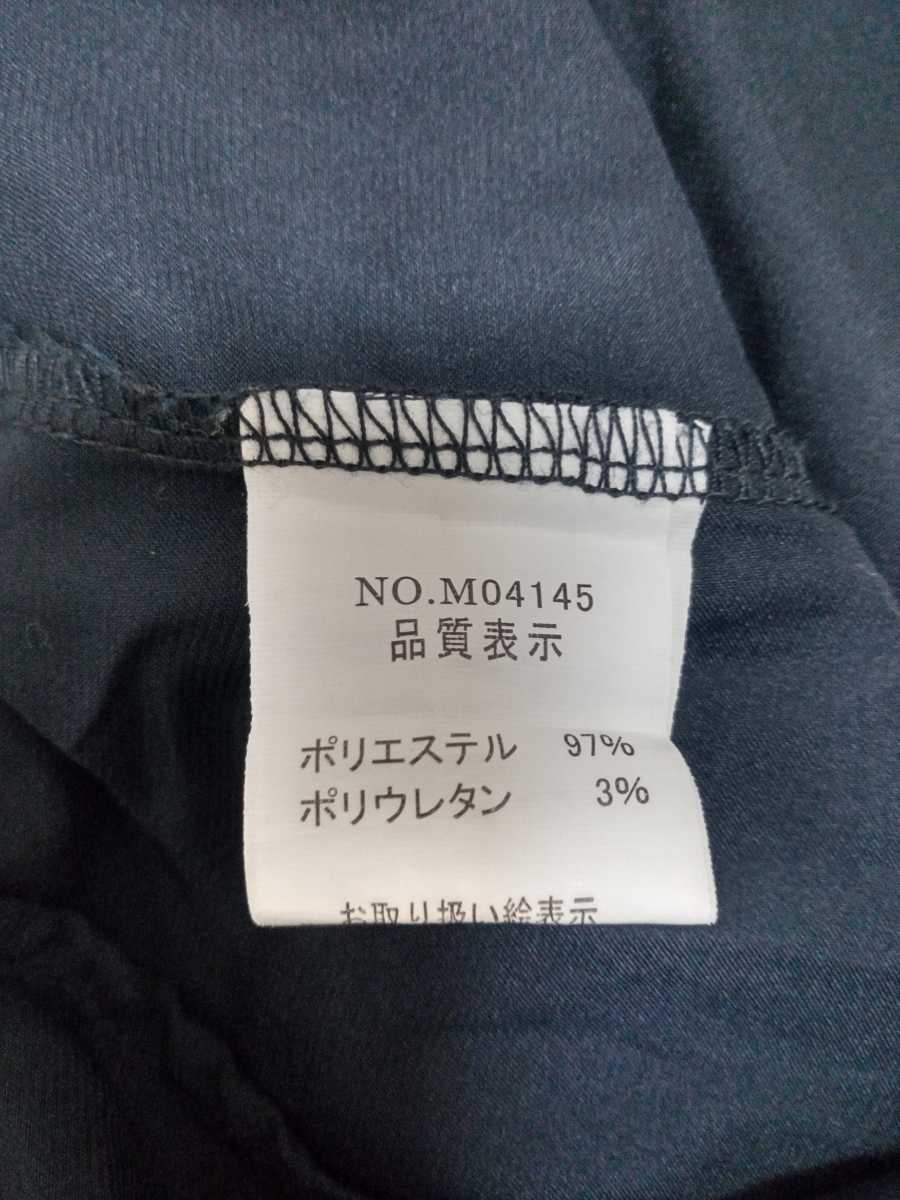 NO.M04145
品質表示
ポリエステル 97%
ポリウレタン 3%
お取り扱い絵表示